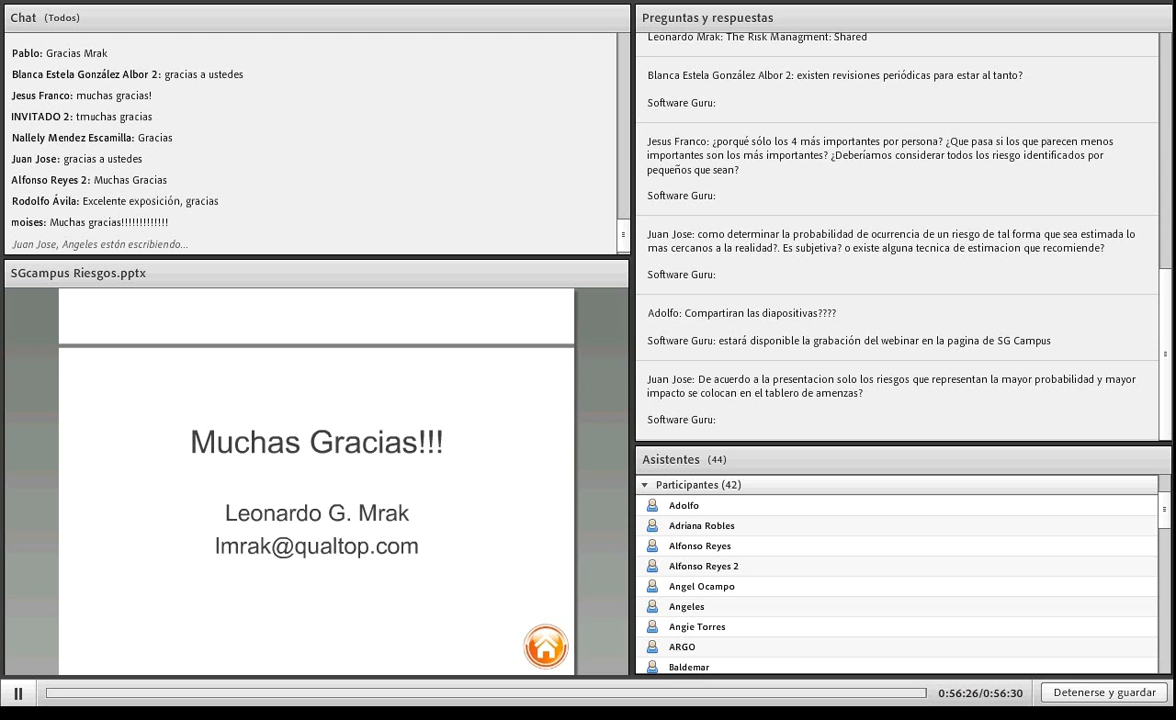 Chat (Todos)
Pablo: Gracias Mrak
Blanca Estela González Albor 2: gracias a ustedes
Jesus Franco: muchas gracias!
INVITADO 2: tmuchas gracias
Nallely Mendez Escamilla: Gracias
Juan Jose: gracias a ustedes
Alfonso Reyes 2: Muchas Gracias
Rodolfo Ávila: Excelente exposición, gracias
moises: Muchas gracias!!!!!!!!!!!!!
Juan Jose, Angeles están escribiendo...
SGcampus Riesgos.pptx
Muchas Gracias!!!
Leonardo G. Mrak
lmrak@qualtop.com
Preguntas y respuestas
Leonardo Mrak: The Risk Managment: Shared
Blanca Estela González Albor 2: existen revisiones periódicas para estar al tanto?
Software Guru:
Jesus Franco: ¿porqué sólo los 4 más importantes por persona? ¿Que pasa si los que parecen menos
importantes son los más importantes? ¿Deberíamos considerar todos los riesgo identificados por
pequeños que sean?
Software Guru:
Juan Jose: como determinar la probabilidad de ocurrencia de un riesgo de tal forma que sea estimada lo
mas cercanos a la realidad?. Es subjetiva? o existe alguna tecnica de estimacion que recomiende?
Software Guru:
Adolfo: Compartiran las diapositivas????
Software Guru: estará disponible la grabación del webinar en la pagina de SG Campus
Juan Jose: De acuerdo a la presentacion solo los riesgos que representan la mayor probabilidad y mayor
impacto se colocan en el tablero de amenzas?
Software Guru:
Asistentes (44)
Participantes (42)
Adolfo
Adriana Robles
Alfonso Reyes
Alfonso Reyes 2
Angel Ocampo
Angeles
Angie Torres
ARGO
Baldemar
0:56:26/0:56:30
Detenerse y guardar